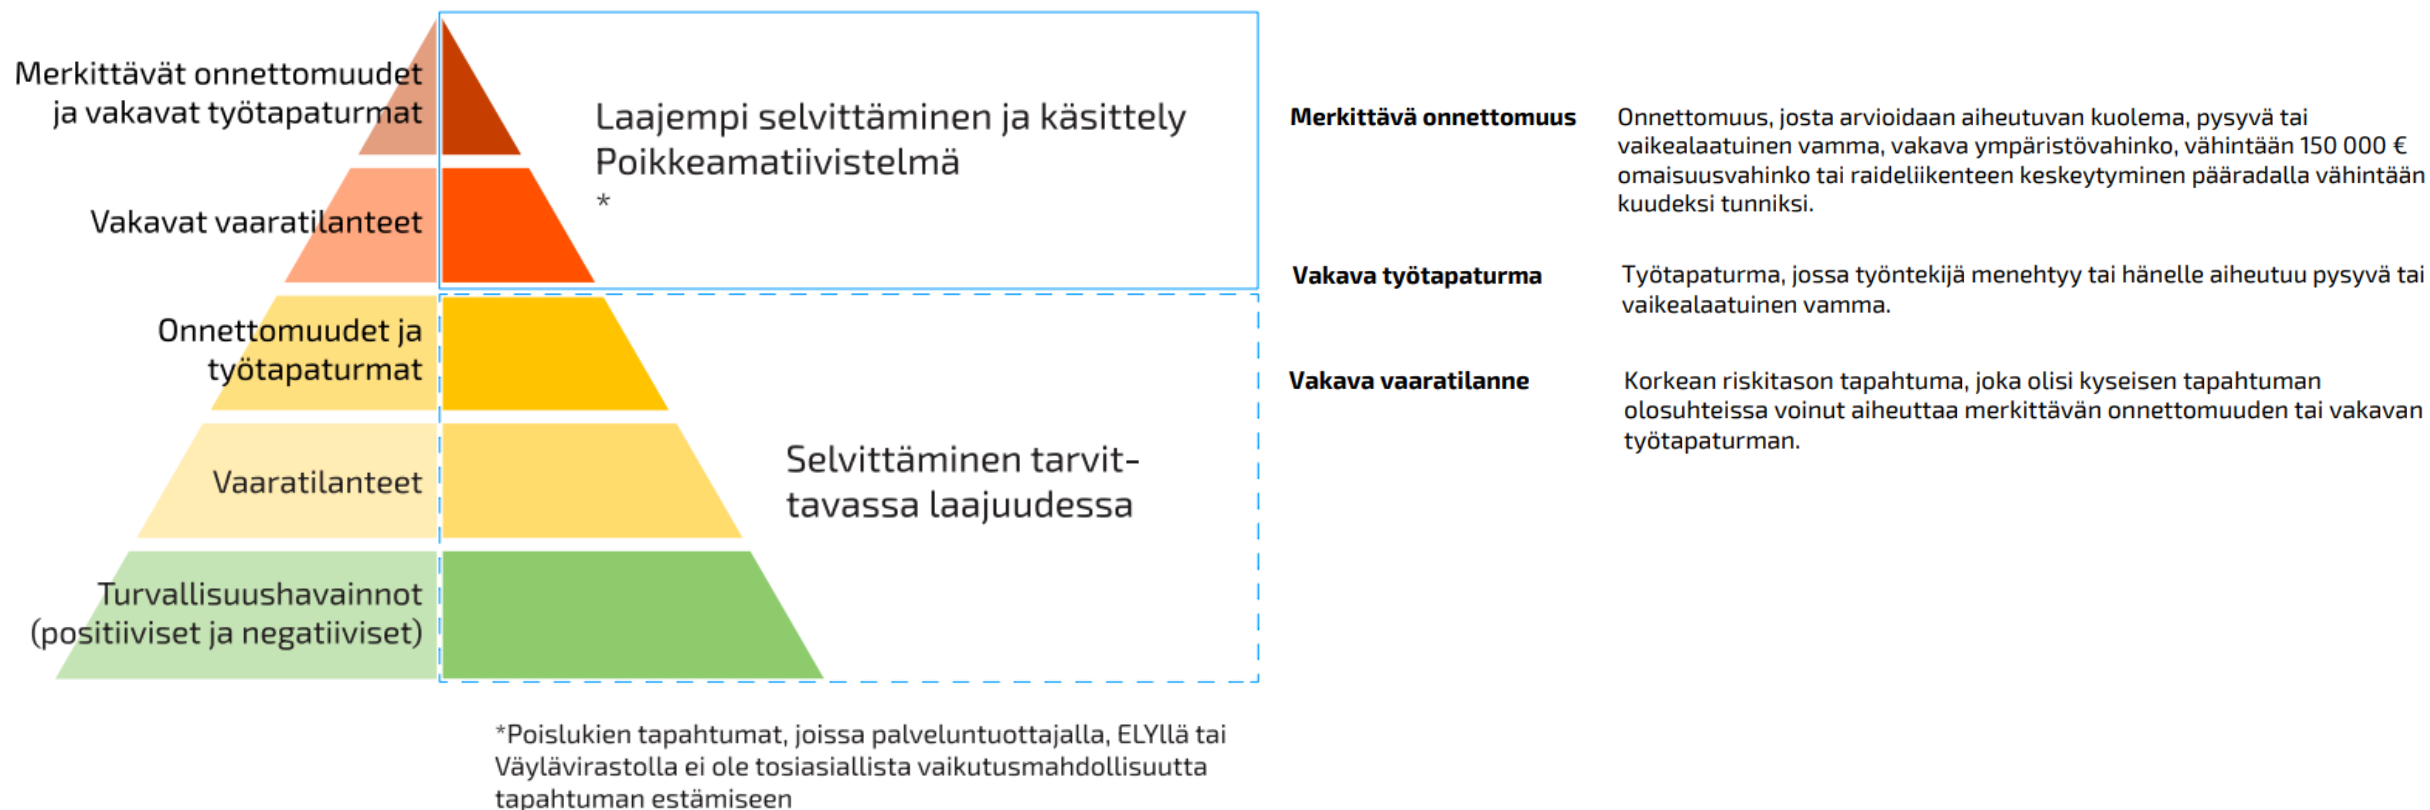 Merkittävät onnettomuudet
ja vakavat työtapaturmat
Vakavat vaaratilanteet
Onnettomuudet ja
työtapaturmat
Vaaratilanteet
Turvallisuushavainnot
(positiiviset ja negatiiviset)
Laajempi selvittäminen ja käsittely
Poikkeamatiivistelmä
*
Selvittäminen tarvit-
tavassa laajuudessa
*Poislukien tapahtumat, joissa palveluntuottajalla, ELYllä tai
Väylävirastolla ei ole tosiasiallista vaikutusmahdollisuutta
tapahtuman estämiseen
Merkittävä onnettomuus
Onnettomuus, josta arvioidaan aiheutuvan kuolema, pysyvä tai
vaikealaatuinen vamma, vakava ympäristövahinko, vähintään 150 000 €
omaisuusvahinko tai raideliikenteen keskeytyminen pääradalla vähintään
kuudeksi tunniksi.
Vakava työtapaturma
Työtapaturma, jossa työntekijä menehtyy tai hänelle aiheutuu pysyvä tai
vaikealaatuinen vamma.
Vakava vaaratilanne
Korkean riskitason tapahtuma, joka olisi kyseisen tapahtuman
olosuhteissa voinut aiheuttaa merkittävän onnettomuuden tai vakavan
työtapaturman.